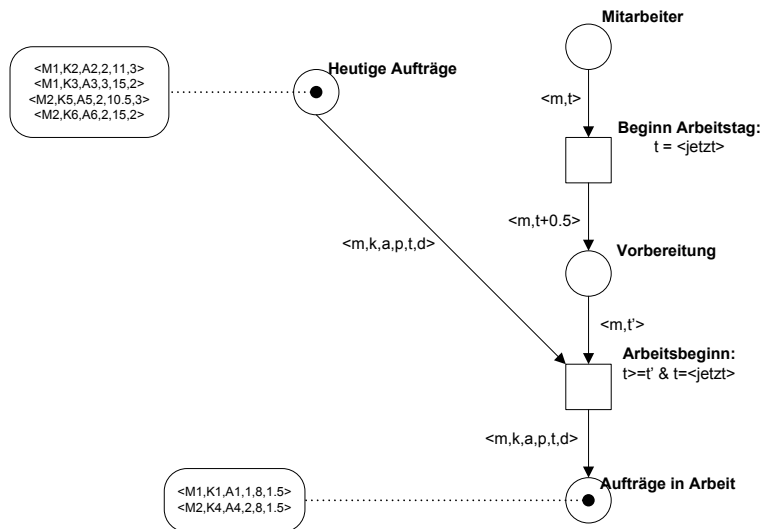 Mitarbeiter
<M1,K2,A2,2,11,3>
<M1,K3,A3,3,15,2>
<M2,K5,A5,2,10.5,3>
<M2,K6,A6,2,15,2>
Heutige Aufträge
<m,t>
Beginn Arbeitstag:
t = <jetzt>
<m,t+0.5>
<m,k,a,p,t,d>
Vorbereitung
<m,t’>
Arbeitsbeginn:
t>=t’ & t=<jetzt>
<m,k,a,p,t,d>
Aufträge in Arbeit
<M1,K1,A1,1,8,1.5>
<M2,K4,A4,2,8,1.5>